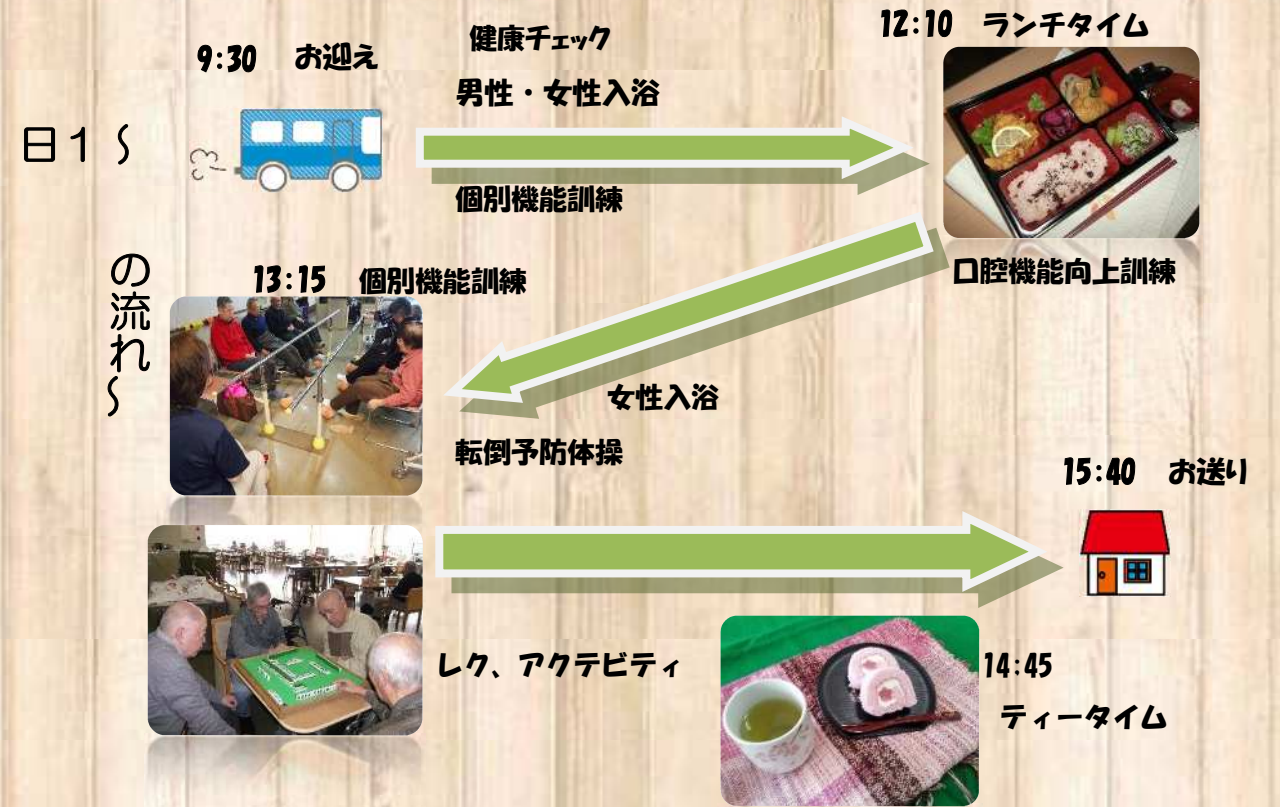 日1～
の流れ～
9:30　お迎え
健康チェック
男性・女性入浴
個別機能訓練
12:10　ランチタイム
口腔機能向上訓練
13:15　個別機能訓練
女性入浴
転倒予防体操
レク、アクテビティ
14:45
ティータイム
15:40　お送り